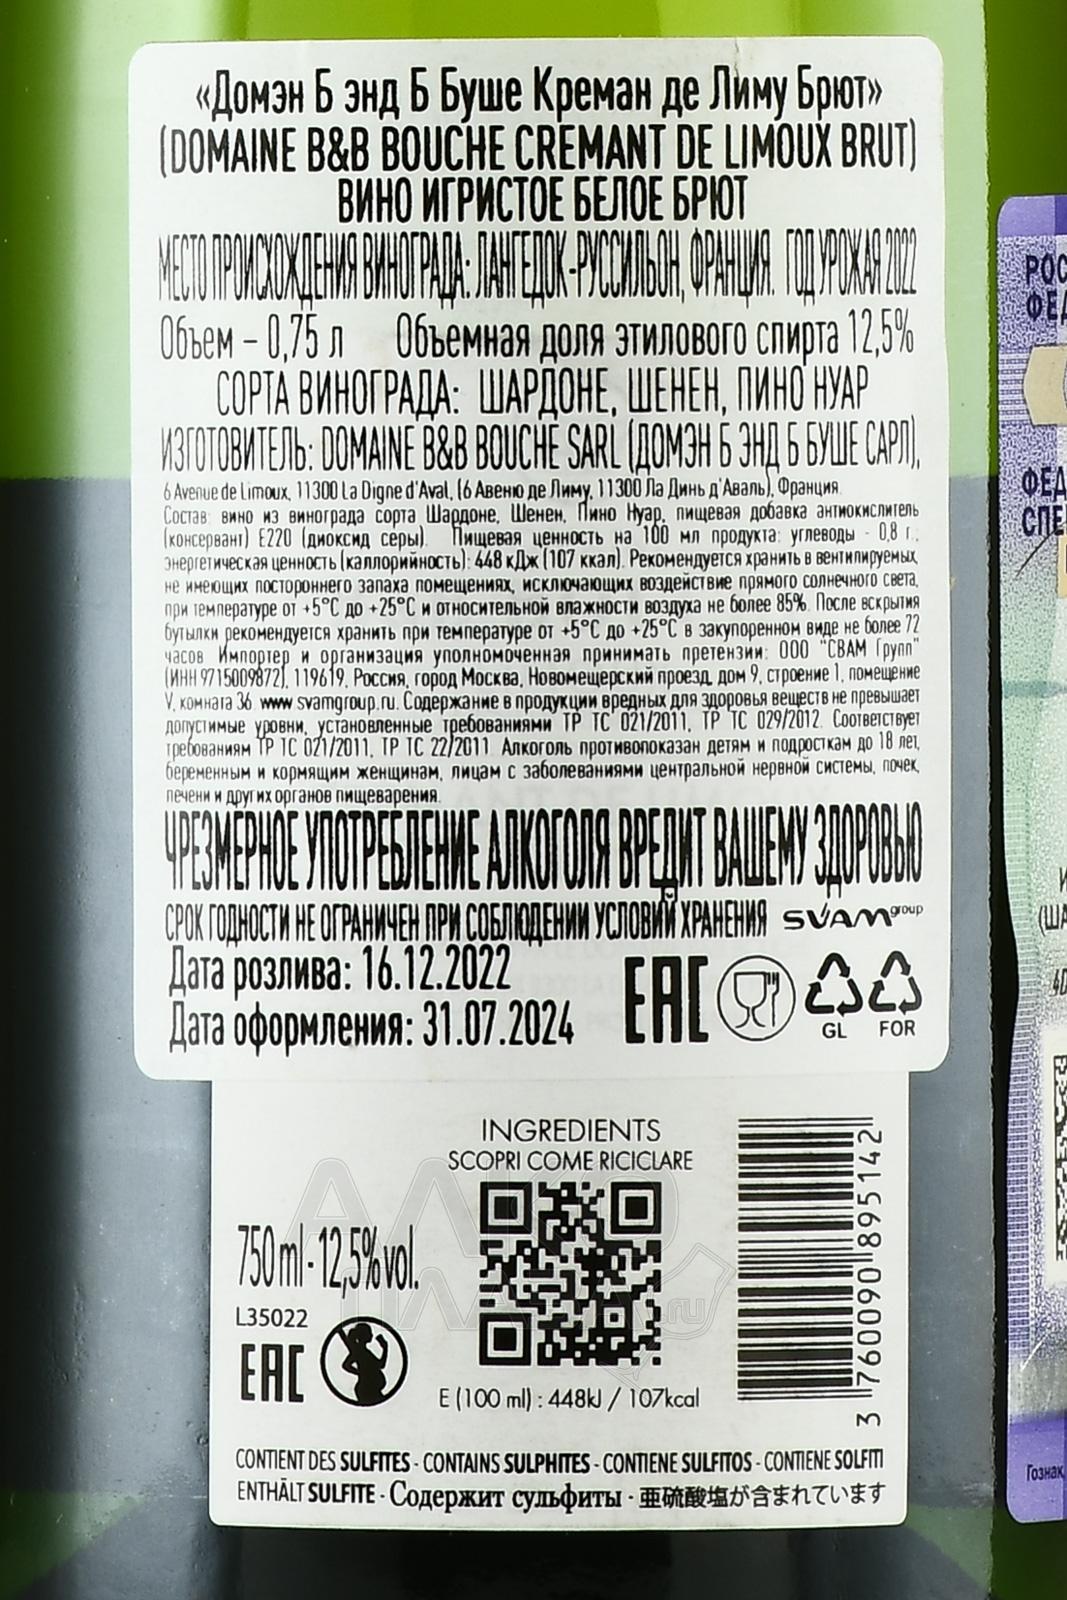 «Домэн Б энд Б Буше Креман де Лиму Брют»
(DOMAINE B&B BOUCHE CREMANT DE LIMOUX BRUT)
ВИНО ИГРИСТОЕ БЕЛОЕ БРЮТ
МЕСТО ПРОИСХОЖДЕНИЯ ВИНОГРАДА: ЛАНГЕДОК-РУССИЛЬОН, ФРАНЦИЯ. ГОД УРОЖАЯ 2022
Объем – 0,75 л Объемная доля этилового спирта 12,5%
СОРТА ВИНОГРАДА: ШАРДОНЕ, ШЕНЕН, ПИНО НУАР
ИЗГОТОВИТЕЛЬ: DOMAINE B&B BOUCHE SARL (ДОМЭН Б ЭНД Б БУШЕ САРЛ),
6 Avenue de Limoux, 11300 La Digne d'Aval, (6 Авеню де Лиму, 11300 Ла Динь д'Аваль), Франция.
Состав: вино из винограда сорта Шардоне, Шенен, Пино Нуар, пищевая добавка антиокислитель
(консервант) Е220 (диоксид серы). Пищевая ценность на 100 мл продукта: углеводы - 0,8 г.;
энергетическая ценность (каллорийность): 448 кДж (107 ккал). Рекомендуется хранить в вентилируемых,
не имеющих постороннего запаха помещениях, исключающих воздействие прямого солнечного света,
при температуре от +5°С до +25°С и относительной влажности воздуха не более 85%. После вскрытия
бутылки рекомендуется хранить при температуре от +5°С до +25°С в закупоренном виде не более 72
часов Импортер и организация уполномоченная принимать претензии: ООО "СВАМ Групп"
(ИНН 9715009872), 119619, Россия, город Москва, Новомещерский проезд, дом 9, строение 1, помещение
V, комната 36 www.svamgroup.ru. Содержание в продукции вредных для здоровья веществ не превышает
допустимые уровни, установленные требованиями ТР ТС 021/2011, ТР ТС 029/2012. Соответствует
требованиям ТР ТС 021/2011, ТР ТС 22/2011. Алкоголь противопоказан детям и подросткам до 18 лет,
беременным и кормящим женщинам, лицам с заболеваниями центральной нервной системы, почек,
печени и других органов пищеварения.
ЧРЕЗМЕРНОЕ УПОТРЕБЛЕНИЕ АЛКОГОЛЯ ВРЕДИТ ВАШЕМУ ЗДОРОВЬЮ
СРОК ГОДНОСТИ НЕ ОГРАНИЧЕН ПРИ СОБЛЮДЕНИИ УСЛОВИЙ ХРАНЕНИЯ SVAM group
Дата розлива: 16.12.2022
Дата оформления: 31.07.2024
EAC
GL FOR
INGREDIENTS
SCOPRI COME RICICLARE
750 ml - 12,5% vol.
L35022
EAC
E (100 ml) : 448kJ / 107kcal
3 760090 895142
CONTIENT DES SULFITES - CONTAINS SULPHITES - CONTIENE SULFITOS - CONTIENE SOLFITI
ENTHÄLT SULFITE - Содержит сульфиты - 亜硫酸塩が含まれています
РОС
ФЕД
ФЕД
СПЕ
(ША
40
Гознак,
АЛКО
ПЛАЗА.ru